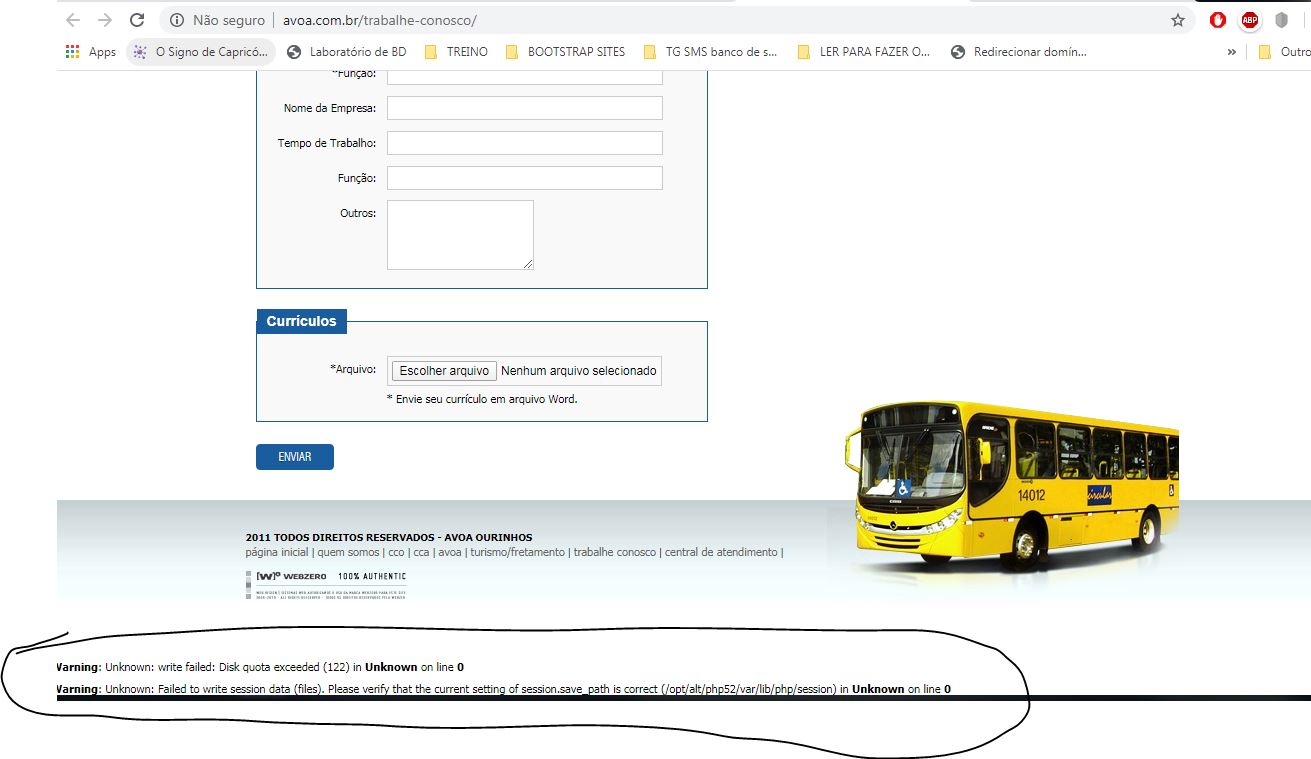 Não seguro | avoa.com.br/trabalhe-conosco/
ABP
Apps O Signo de Capricó... Laboratório de BD TREINO BOOTSTRAP SITES TG SMS banco de s... LER PARA FAZER O... Redirecionar domín... » Outro
*Função:
Nome da Empresa:
Tempo de Trabalho:
Função:
Outros:
Currículos
*Arquivo: Escolher arquivo Nenhum arquivo selecionado
* Envie seu currículo em arquivo Word.
ENVIAR
14012 circular
2011 TODOS DIREITOS RESERVADOS - AVOA OURINHOS
página inicial | quem somos | cco | cca | avoa | turismo/fretamento | trabalhe conosco | central de atendimento |
[W]º WEBZERO 100% AUTHENTIC
Warning: Unknown: write failed: Disk quota exceeded (122) in Unknown on line 0
Warning: Unknown: Failed to write session data (files). Please verify that the current setting of session.save_path is correct (/opt/alt/php52/var/lib/php/session) in Unknown on line 0